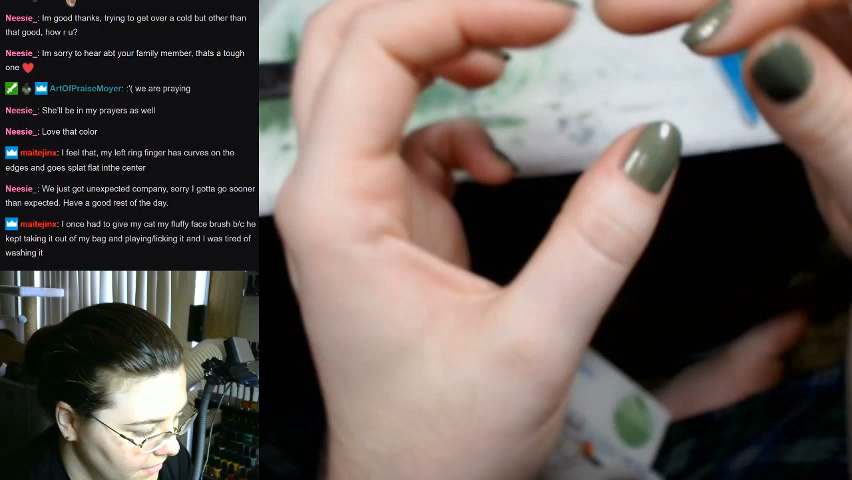 Neesie_: Im good thanks, trying to get over a cold but other than
that good, how r u?
Neesie_: Im sorry to hear abt your family member, thats a tough
one ❤️
ArtOfPraiseMoyer: :'( we are praying
Neesie_: She'll be in my prayers as well
Neesie_: Love that color
maitejinx: I feel that, my left ring finger has curves on the
edges and goes splat flat inthe center
Neesie_: We just got unexpected company, sorry I gotta go sooner
than expected. Have a good rest of the day.
maitejinx: I once had to give my cat my fluffy face brush b/c he
kept taking it out of my bag and playing/licking it and I was tired of
washing it